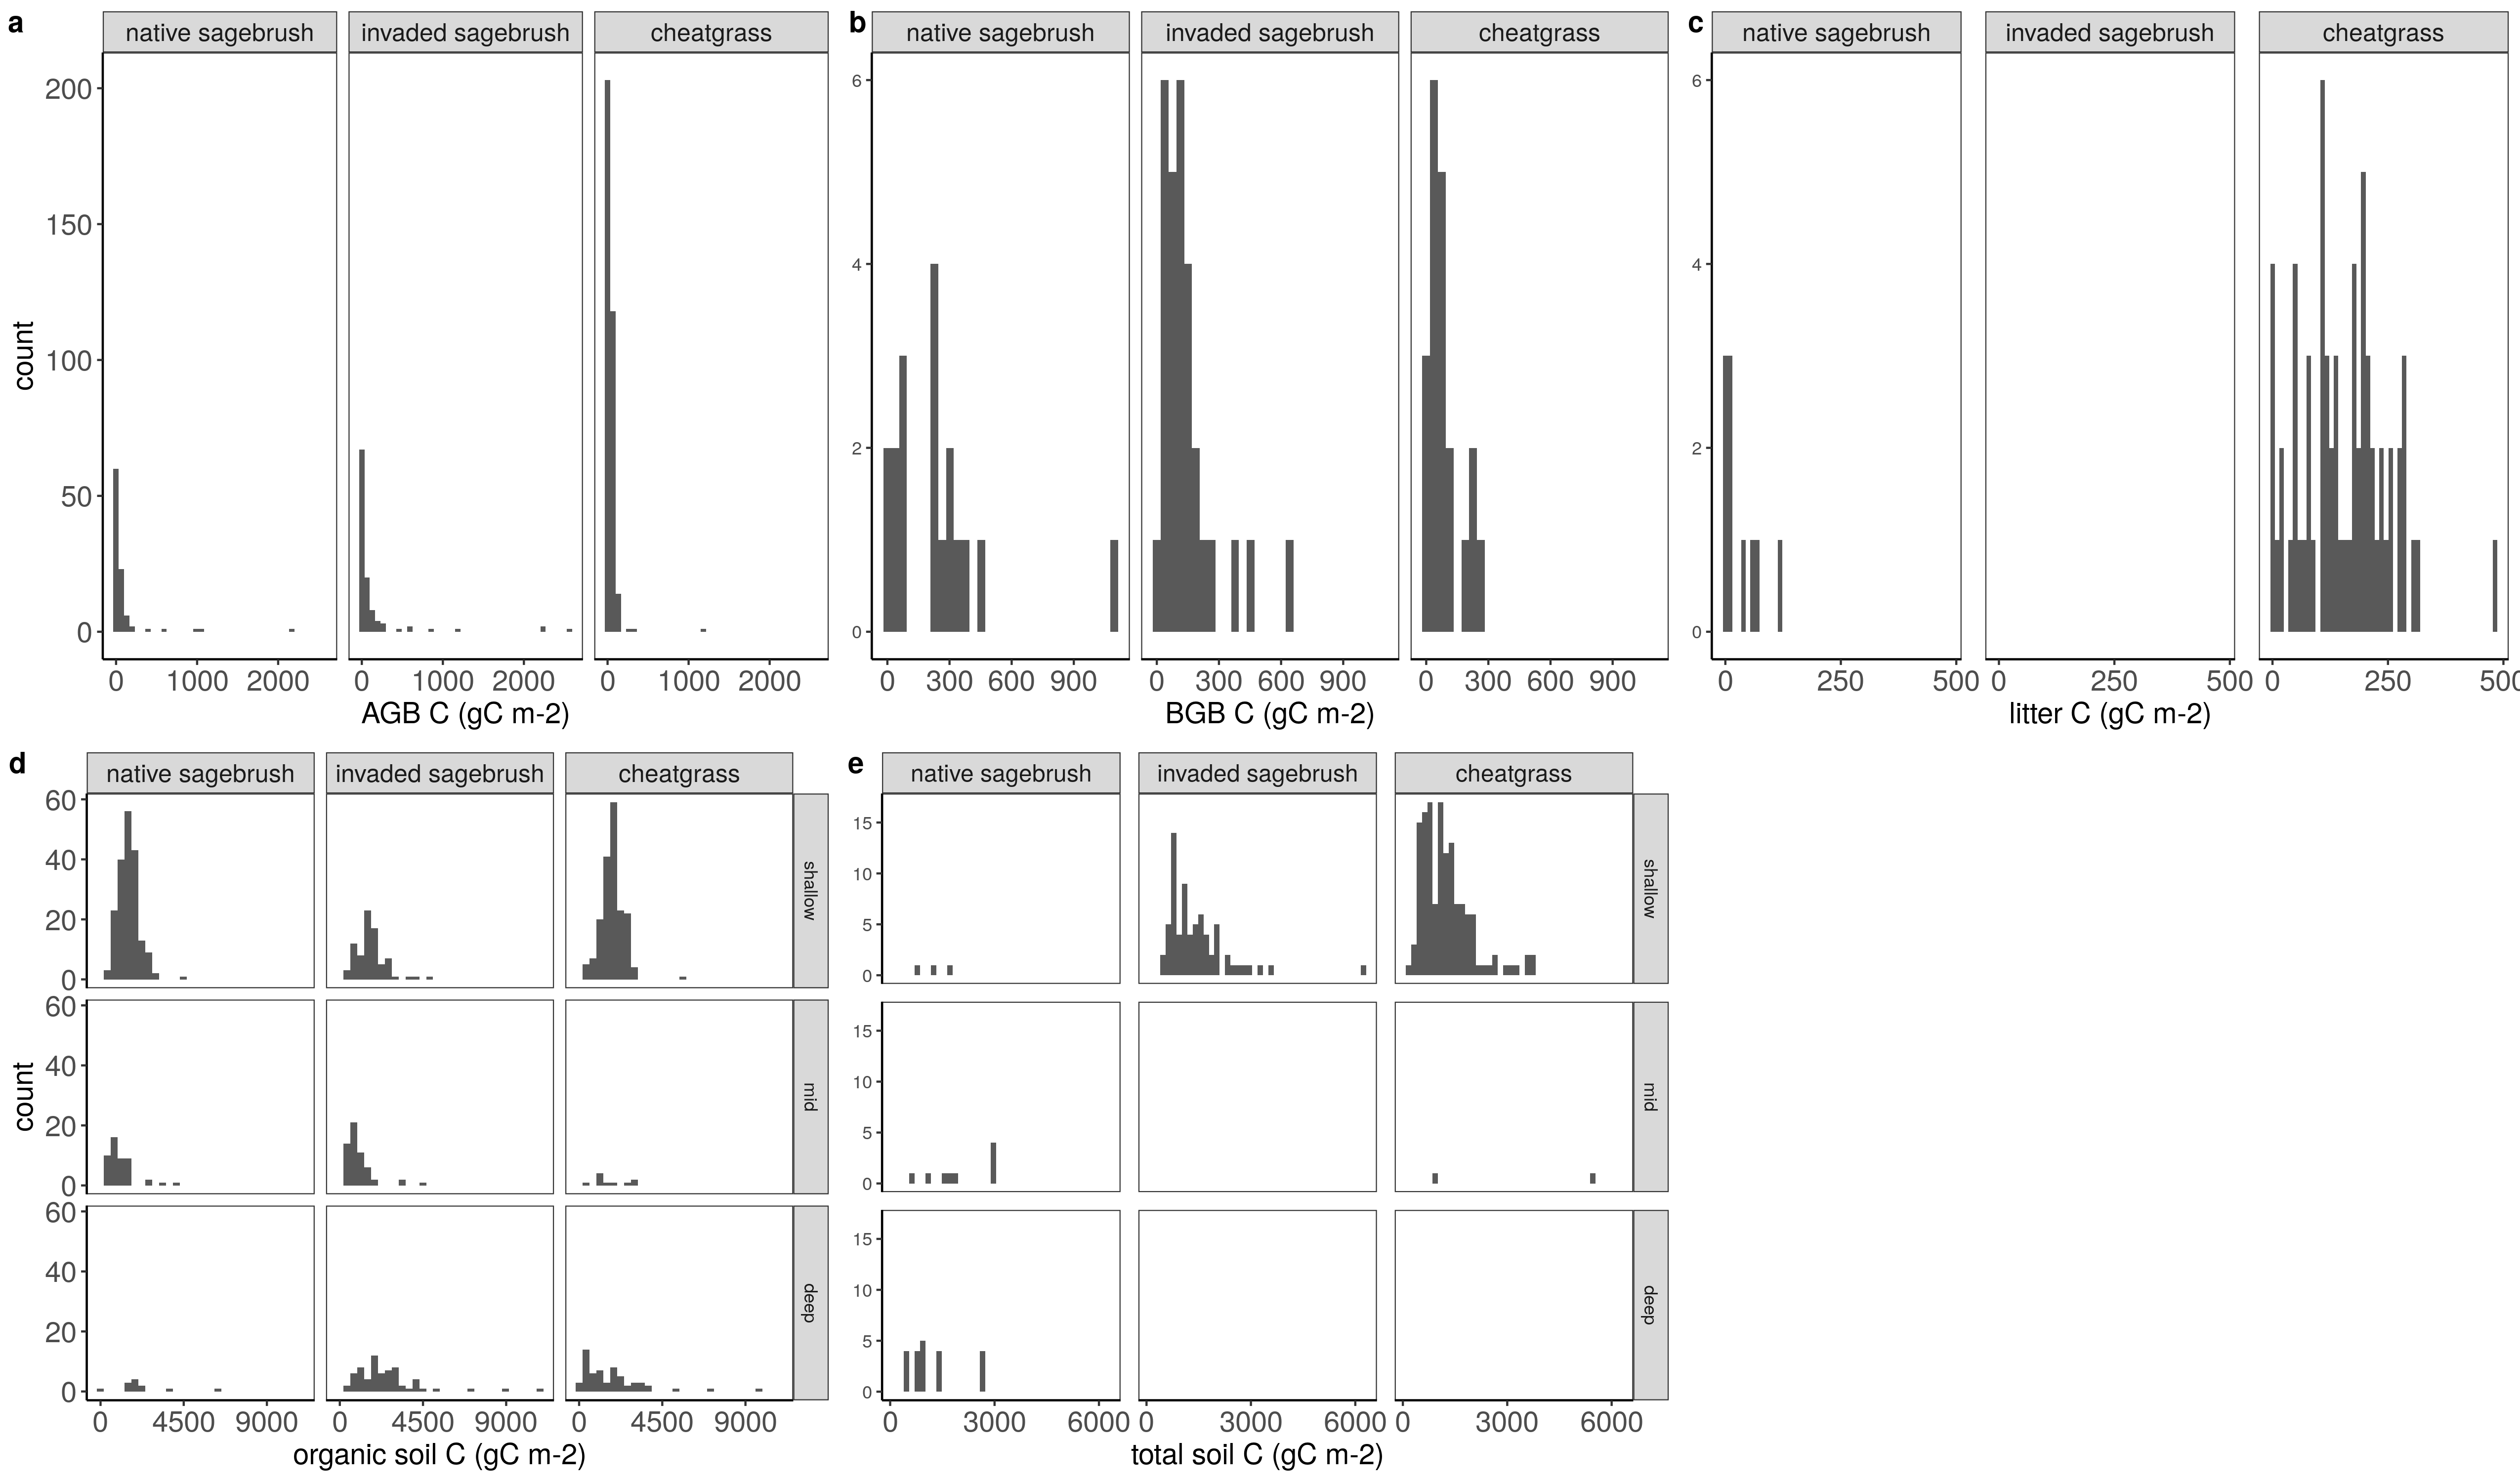 a
native sagebrush
invaded sagebrush
cheatgrass
count
200
150
100
50
0
0 1000 2000
0 1000 2000
0 1000 2000
AGB C (gC m-2)
b
native sagebrush
invaded sagebrush
cheatgrass
6
4
2
0
0 300 600 900
0 300 600 900
0 300 600 900
BGB C (gC m-2)
c
native sagebrush
invaded sagebrush
cheatgrass
6
4
2
0
0 250 500
0 250 500
0 250 500
litter C (gC m-2)
d
native sagebrush
invaded sagebrush
cheatgrass
count
60
40
20
0
shallow
60
40
20
0
mid
60
40
20
0
deep
0 4500 9000
0 4500 9000
0 4500 9000
organic soil C (gC m-2)
e
native sagebrush
invaded sagebrush
cheatgrass
15
10
5
0
shallow
15
10
5
0
mid
15
10
5
0
deep
0 3000 6000
0 3000 6000
0 3000 6000
total soil C (gC m-2)